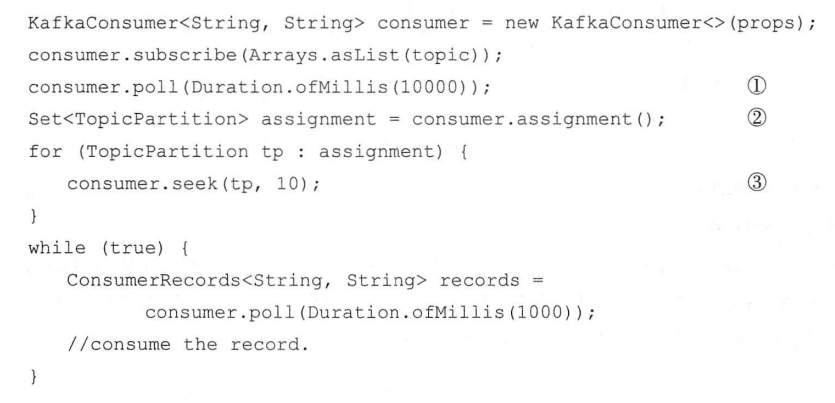 KafkaConsumer<String, String> consumer = new KafkaConsumer<>(props);
consumer.subscribe(Arrays.asList(topic));
consumer.poll(Duration.ofMillis(10000)); ①
Set<TopicPartition> assignment = consumer.assignment(); ②
for (TopicPartition tp : assignment) {
    consumer.seek(tp, 10); ③
}
while (true) {
    ConsumerRecords<String, String> records =
            consumer.poll(Duration.ofMillis(1000));
    //consume the record.
}